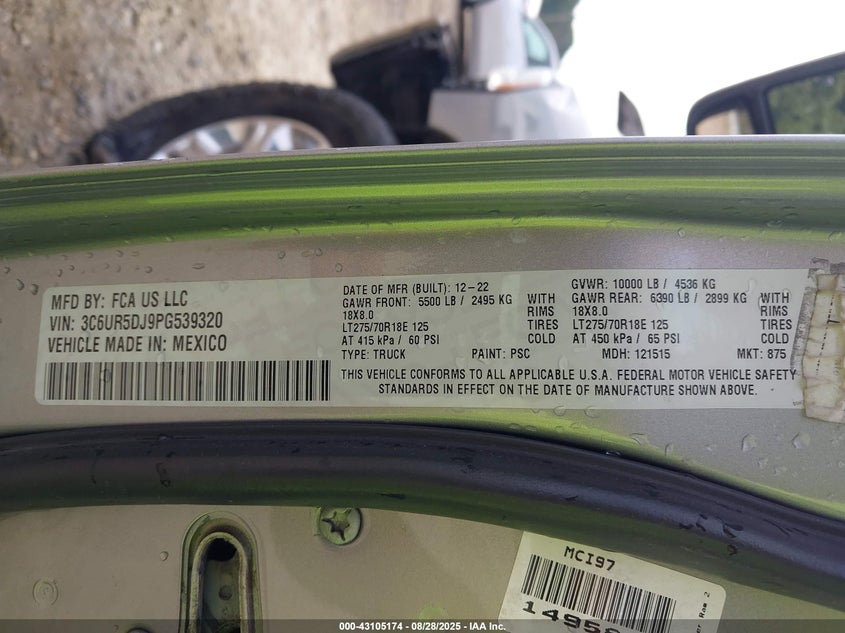 MFD BY: FCA US LLC
VIN: 3C6UR5DJ9PG539320
VEHICLE MADE IN: MEXICO
DATE OF MFR (BUILT): 12-22
GVWR: 10000 LB / 4536 KG
GAWR FRONT: 5500 LB / 2495 KG WITH
GAWR REAR: 6390 LB / 2899 KG WITH
18X8.0 RIMS
18X8.0 RIMS
LT275/70R18E 125 TIRES
LT275/70R18E 125 TIRES
AT 415 kPa / 60 PSI COLD
AT 450 kPa / 65 PSI COLD
TYPE: TRUCK PAINT: PSC MDH: 121515 MKT: 875
THIS VEHICLE CONFORMS TO ALL APPLICABLE U.S.A. FEDERAL MOTOR VEHICLE SAFETY
STANDARDS IN EFFECT ON THE DATE OF MANUFACTURE SHOWN ABOVE.
MCI97
Row 2
000-43105174 - 08/28/2025 - IAA Inc.